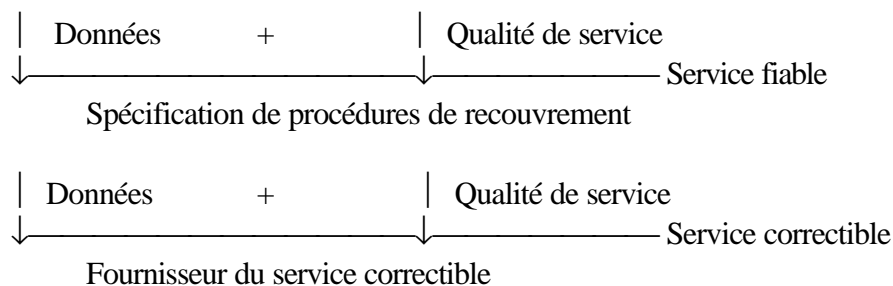 Données + Qualité de service
Service fiable
Spécification de procédures de recouvrement
Données + Qualité de service
Service correctible
Fournisseur du service correctible